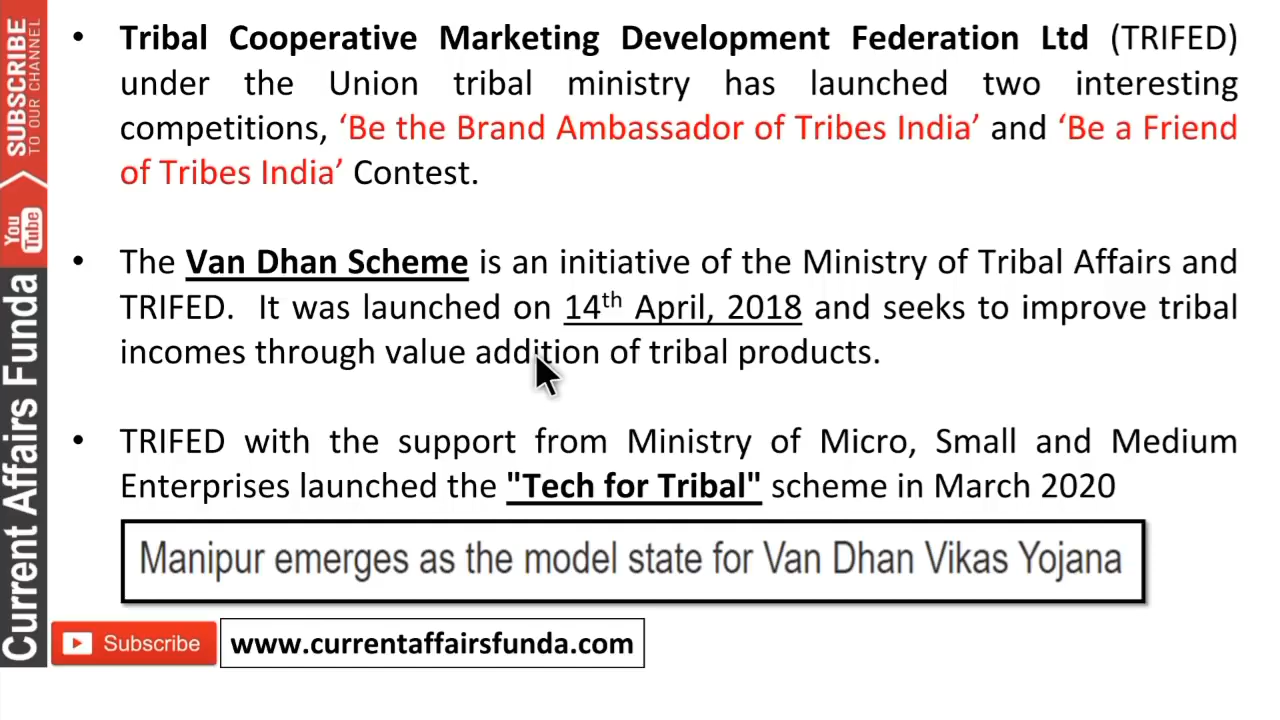 • Tribal Cooperative Marketing Development Federation Ltd (TRIFED)
under the Union tribal ministry has launched two interesting
competitions, ‘Be the Brand Ambassador of Tribes India’ and ‘Be a Friend
of Tribes India’ Contest.
• The Van Dhan Scheme is an initiative of the Ministry of Tribal Affairs and
TRIFED. It was launched on 14th April, 2018 and seeks to improve tribal
incomes through value addition of tribal products.
• TRIFED with the support from Ministry of Micro, Small and Medium
Enterprises launched the "Tech for Tribal" scheme in March 2020
Manipur emerges as the model state for Van Dhan Vikas Yojana
Subscribe
www.currentaffairsfunda.com
SUBSCRIBE
TO OUR CHANNEL
You
Tube
Current Affairs Funda